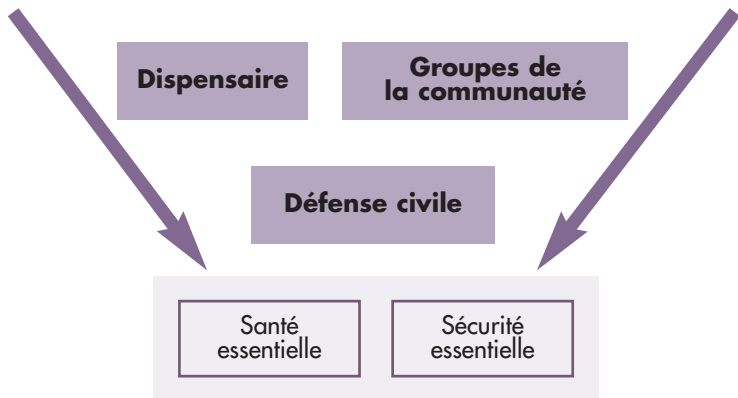 Dispensaire
Groupes de
la communauté
Défense civile
Santé
essentielle
Sécurité
essentielle